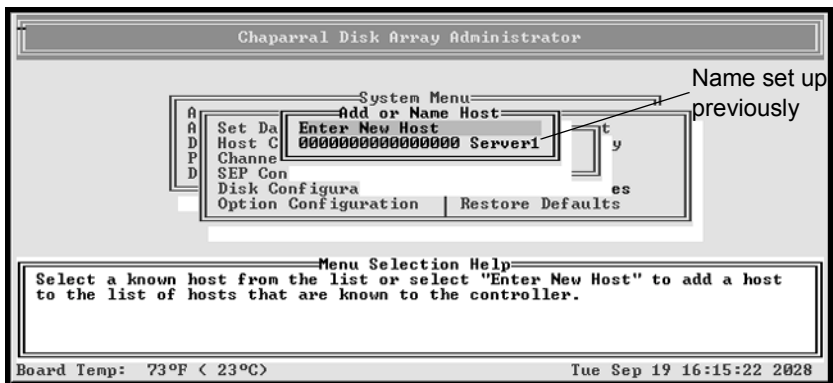 Chaparral Disk Array Administrator
Name set up
previously
System Menu
Add or Name Host
Enter New Host
0000000000000000 Server1
A
A
D
P
D
Set Da
t
Host C
y
Channe
SEP Con
Disk Configura
es
Option Configuration | Restore Defaults
Menu Selection Help
Select a known host from the list or select "Enter New Host" to add a host
to the list of hosts that are known to the controller.
Board Temp: 73ºF ( 23ºC)
Tue Sep 19 16:15:22 2028